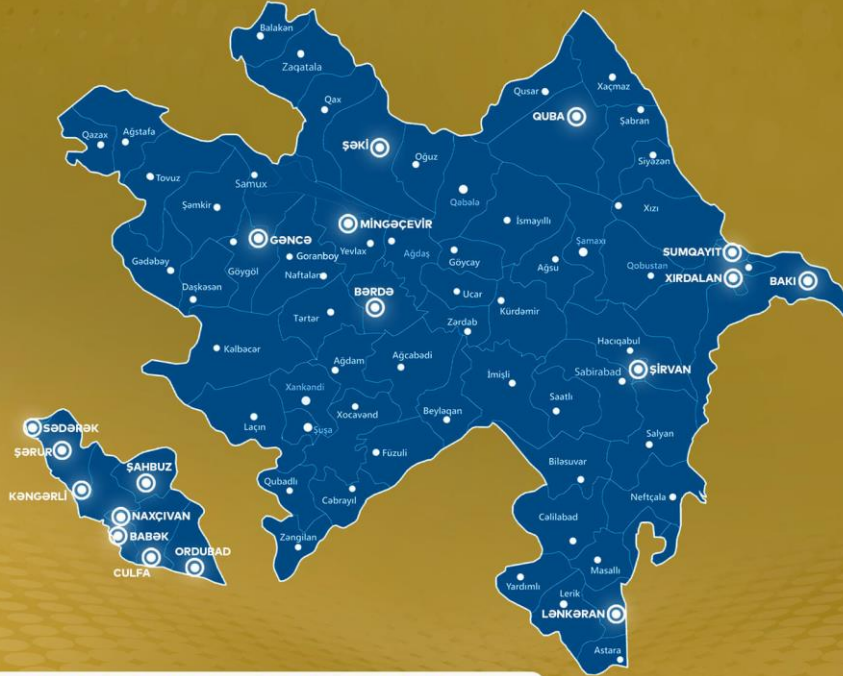 Balakən
Zaqatala
Qax
Qusar
Xaçmaz
QUBA
Şabran
Qazax
Ağstafa
ŞƏKİ
Oğuz
Siyəzən
Tovuz
Samux
Qəbələ
Şəmkir
İsmayıllı
Xızı
MİNGƏÇEVİR
GƏNCƏ
Yevlax
Ağdaş
Göycay
Şamaxı
SUMQAYIT
Goranboy
Gədəbəy
Göygöl
Naftalan
Ağsu
Qobustan
XIRDALAN
BAKI
Daşkəsən
BƏRDƏ
Ucar
Kürdəmir
Tərtər
Zərdab
Kəlbəcər
Hacıqabul
Ağdam
Ağcabədi
İmişli
Sabirabad
ŞİRVAN
Xankəndi
Saatlı
Laçın
Xocavənd
Beyləqan
Şuşa
SƏDƏRƏK
Salyan
ŞƏRUR
Füzuli
ŞAHBUZ
Biləsuvar
KƏNGƏRLİ
Qubadlı
Cəbrayıl
Neftçala
NAXÇIVAN
Cəlilabad
BABƏK
Zəngilan
ORDUBAD
CULFA
Masallı
Yardımlı
Lerik
LƏNKƏRAN
Astara